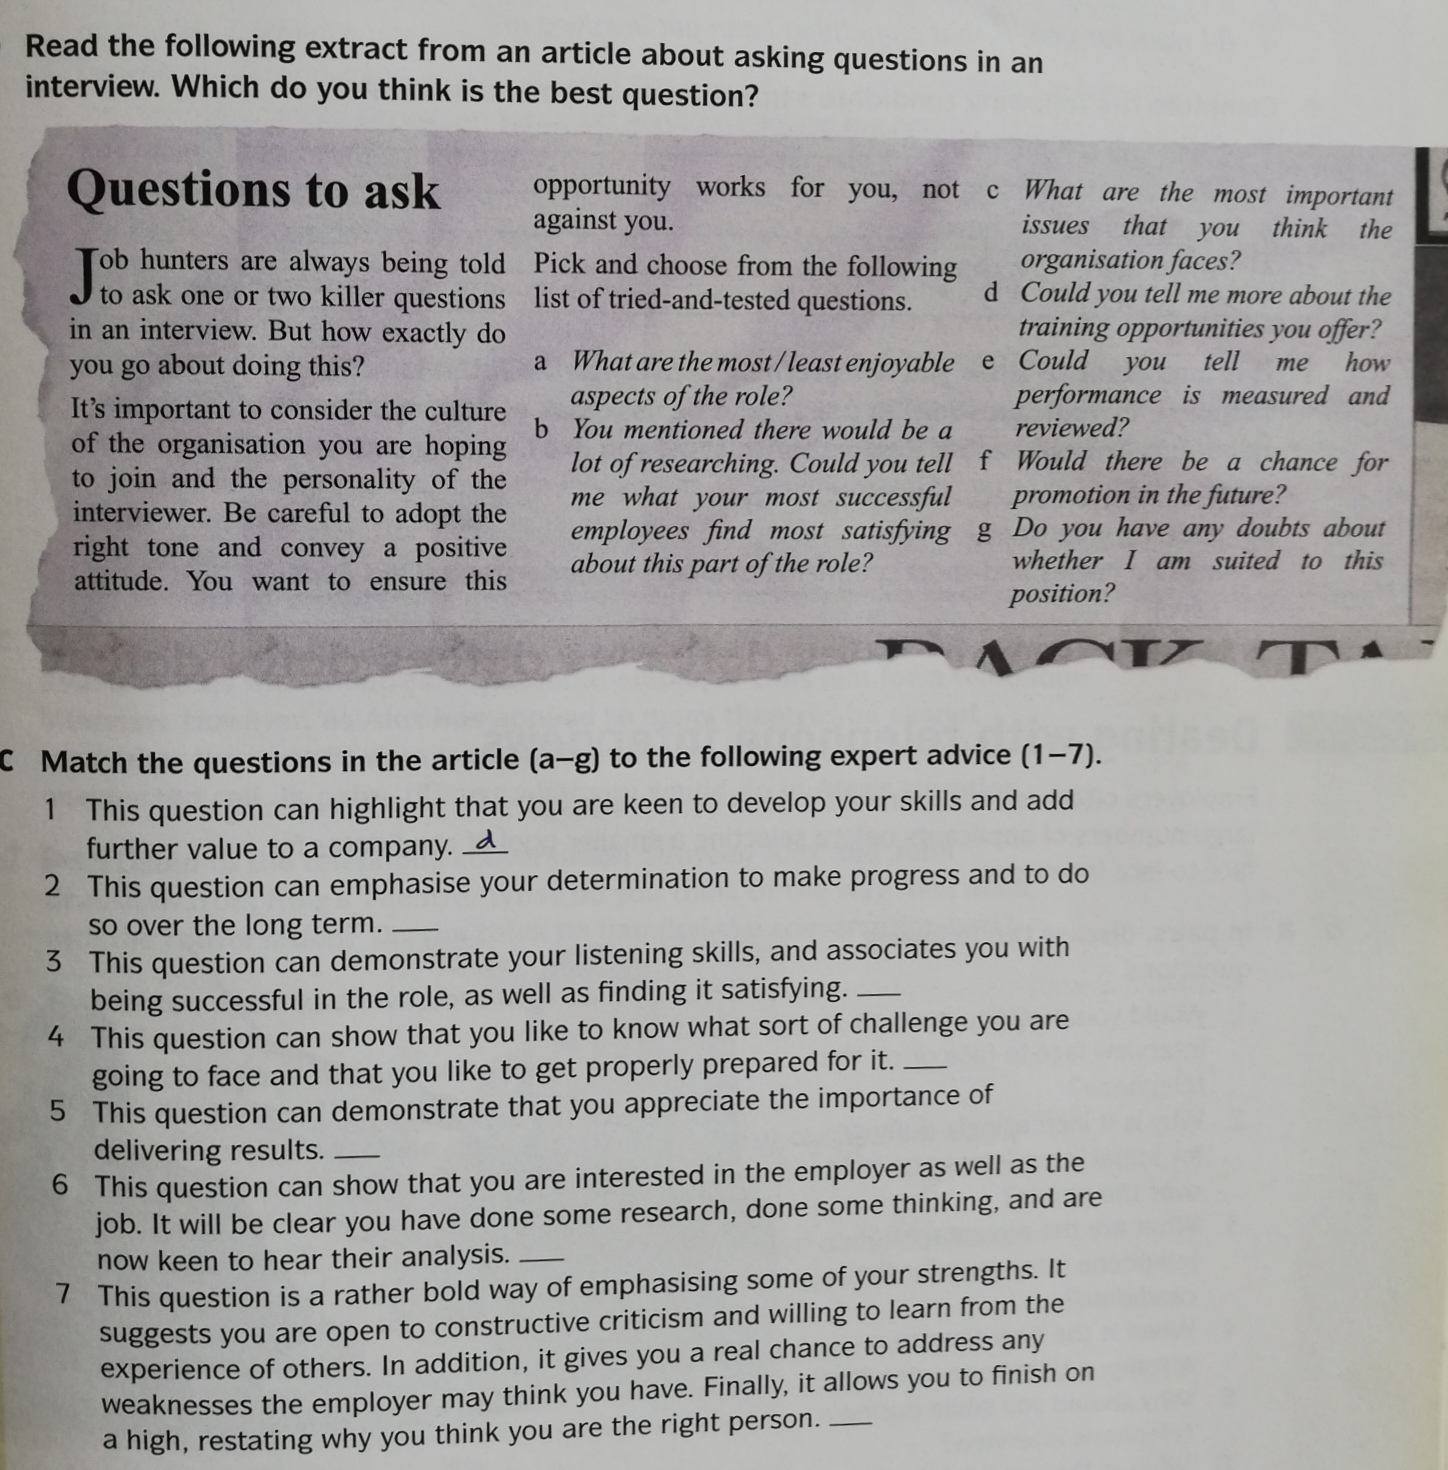 Read the following extract from an article about asking questions in an
interview. Which do you think is the best question?
Questions to ask
Job hunters are always being told
to ask one or two killer questions
in an interview. But how exactly do
you go about doing this?
It's important to consider the culture
of the organisation you are hoping
to join and the personality of the
interviewer. Be careful to adopt the
right tone and convey a positive
attitude. You want to ensure this
opportunity works for you, not
against you.
Pick and choose from the following
list of tried-and-tested questions.
a What are the most / least enjoyable
aspects of the role?
b You mentioned there would be a
lot of researching. Could you tell
me what your most successful
employees find most satisfying
about this part of the role?
c What are the most important
issues that you think the
organisation faces?
d Could you tell me more about the
training opportunities you offer?
e Could you tell me how
performance is measured and
reviewed?
f Would there be a chance for
promotion in the future?
g Do you have any doubts about
whether I am suited to this
position?
C Match the questions in the article (a–g) to the following expert advice (1–7).
1 This question can highlight that you are keen to develop your skills and add
further value to a company. d
2 This question can emphasise your determination to make progress and to do
so over the long term. ___
3 This question can demonstrate your listening skills, and associates you with
being successful in the role, as well as finding it satisfying. ___
4 This question can show that you like to know what sort of challenge you are
going to face and that you like to get properly prepared for it. ___
5 This question can demonstrate that you appreciate the importance of
delivering results. ___
6 This question can show that you are interested in the employer as well as the
job. It will be clear you have done some research, done some thinking, and are
now keen to hear their analysis. ___
7 This question is a rather bold way of emphasising some of your strengths. It
suggests you are open to constructive criticism and willing to learn from the
experience of others. In addition, it gives you a real chance to address any
weaknesses the employer may think you have. Finally, it allows you to finish on
a high, restating why you think you are the right person. ___